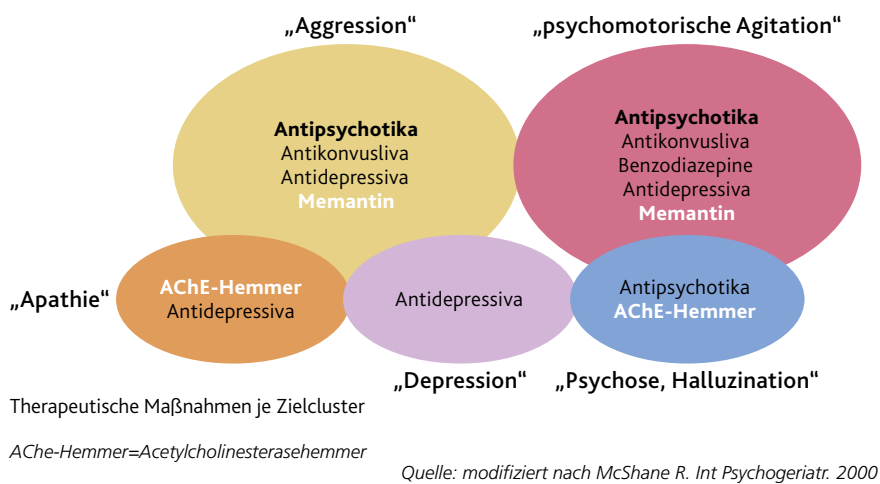 „Aggression“
„psychomotorische Agitation“
Antipsychotika
Antikonvusliva
Antidepressiva
Memantin
Antipsychotika
Antikonvusliva
Benzodiazepine
Antidepressiva
Memantin
„Apathie“
AChE-Hemmer
Antidepressiva
Antidepressiva
Antipsychotika
AChE-Hemmer
„Depression“
„Psychose, Halluzination“
Therapeutische Maßnahmen je Zielcluster
AChe-Hemmer=Acetylcholinesterasehemmer
Quelle: modifiziert nach McShane R. Int Psychogeriatr. 2000